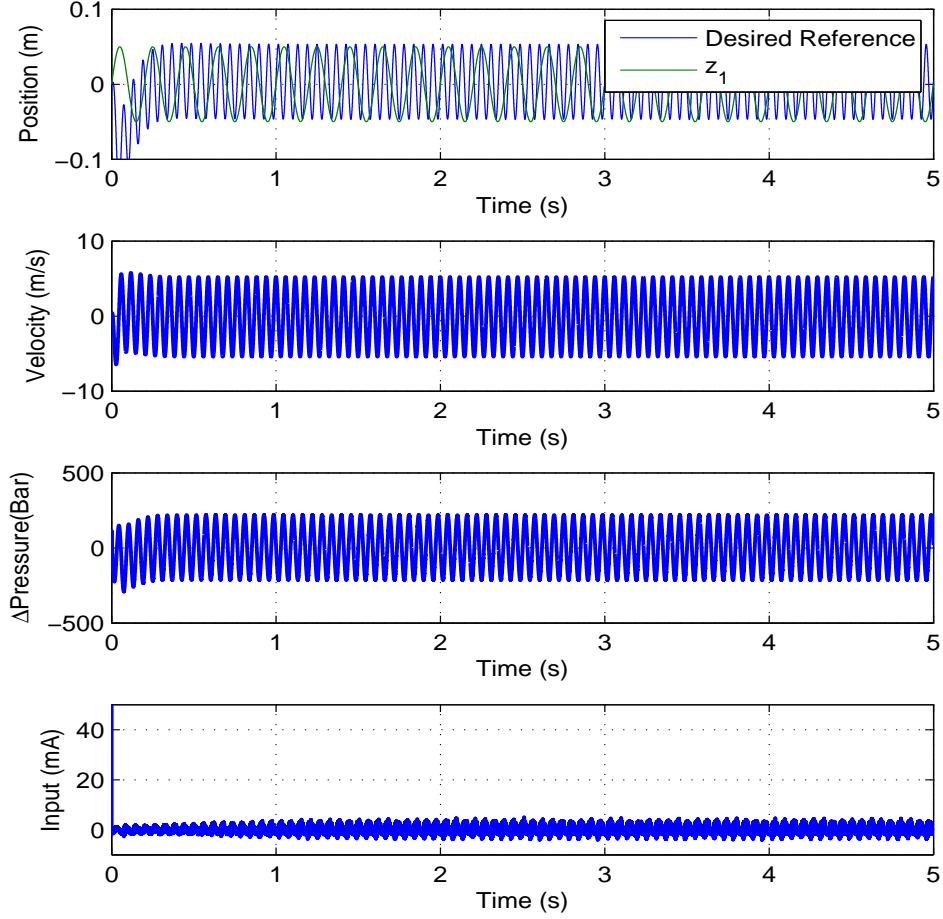 0.1
0
−0.1
Position (m)
Desired Reference
z_1
0 1 2 3 4 5
Time (s)
10
0
−10
Velocity (m/s)
0 1 2 3 4 5
Time (s)
500
0
−500
ΔPressure(Bar)
0 1 2 3 4 5
Time (s)
40
20
0
Input (mA)
0 1 2 3 4 5
Time (s)